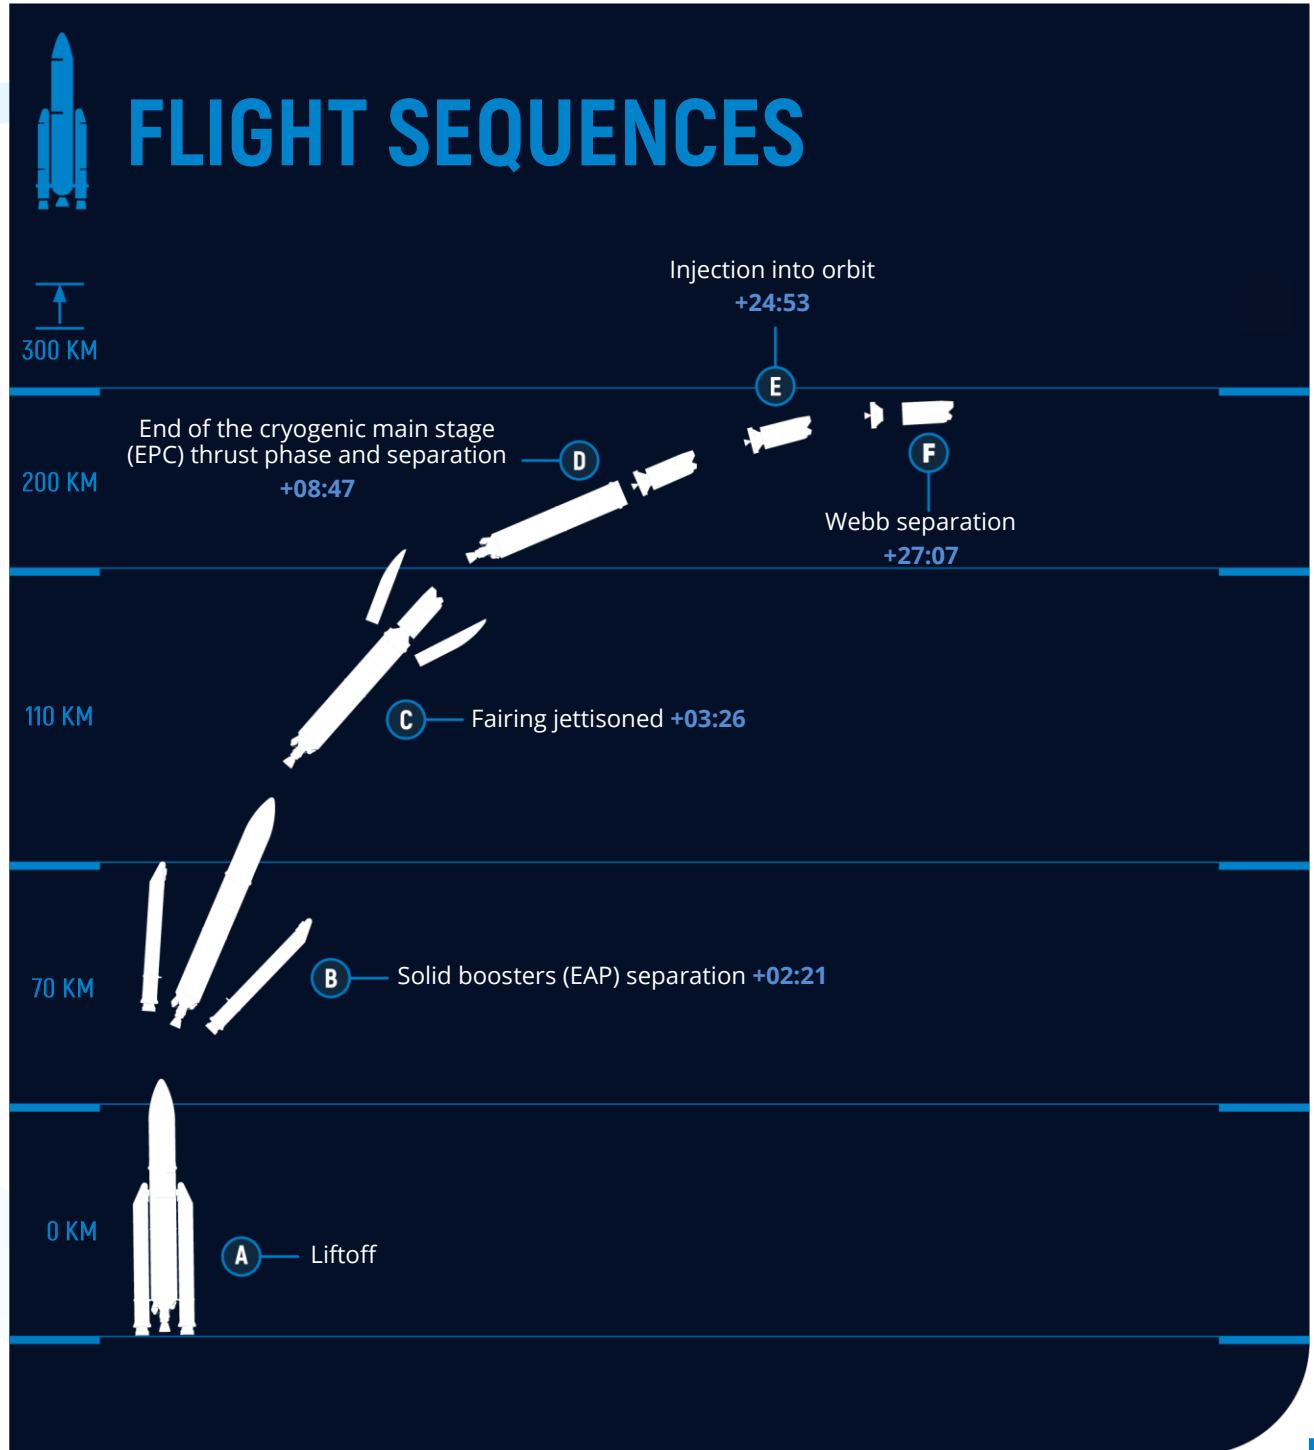 FLIGHT SEQUENCES
Injection into orbit
+24:53
300 KM
E
End of the cryogenic main stage
(EPC) thrust phase and separation
+08:47
D
F
200 KM
Webb separation
+27:07
110 KM
C
Fairing jettisoned +03:26
70 KM
B
Solid boosters (EAP) separation +02:21
0 KM
A
Liftoff